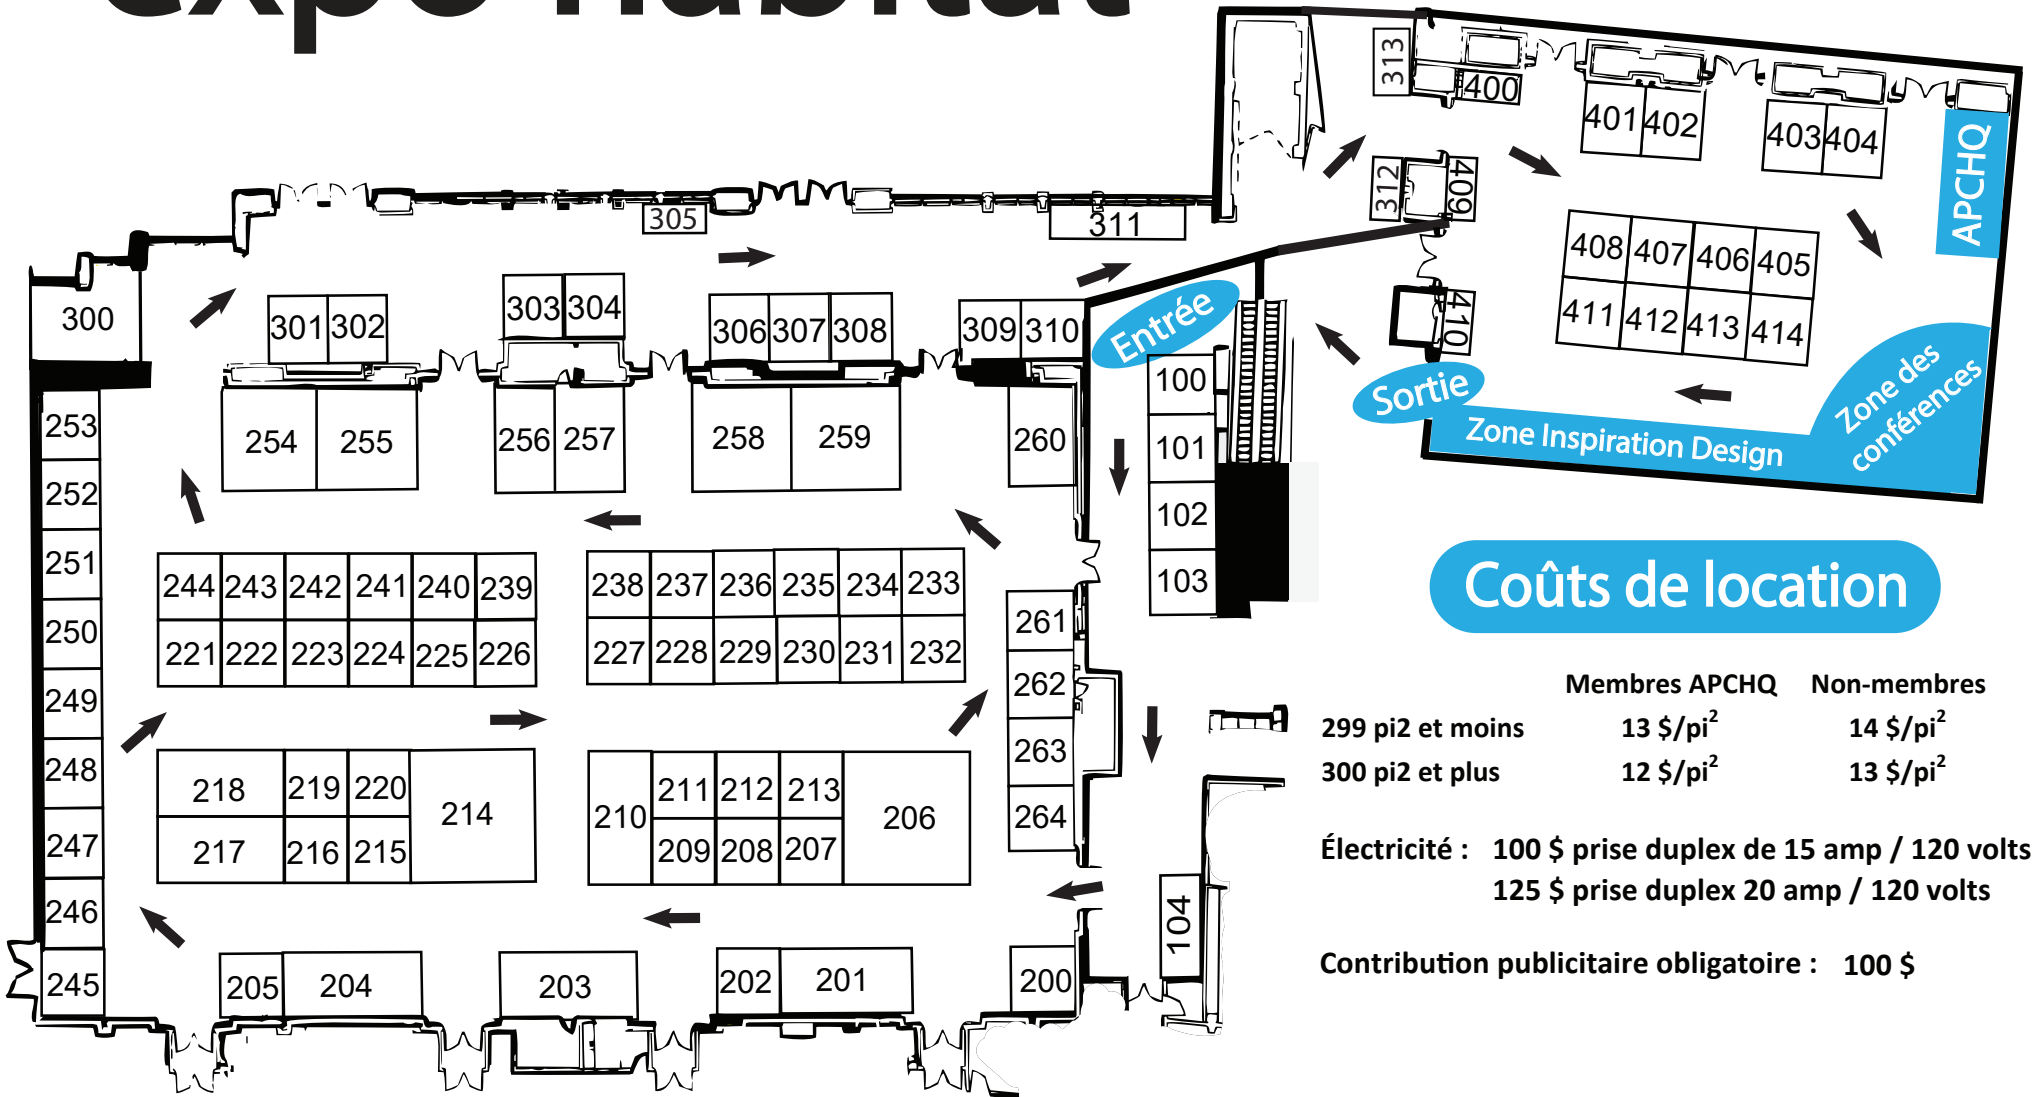 expo habitat
313
400
401 402
403 404
APCHQ
312
409
305
311
408 407 406 405
411 412 413 414
410
300
301 302
303 304
306 307 308
309 310
Entrée
Sortie
Zone Inspiration Design
Zone des
conférences
100
101
102
103
104
253
252
251
250
249
248
247
246
245
254 255
256 257
258 259
260
244 243 242 241 240 239
221 222 223 224 225 226
238 237 236 235 234 233
227 228 229 230 231 232
261
262
263
264
218 219 220 214
217 216 215
210 211 212 213 206
209 208 207
205 204
203
202 201
200
Coûts de location
Membres APCHQ Non-membres
299 pi2 et moins 13 $/pi² 14 $/pi²
300 pi2 et plus 12 $/pi² 13 $/pi²
Électricité : 100 $ prise duplex de 15 amp / 120 volts
125 $ prise duplex 20 amp / 120 volts
Contribution publicitaire obligatoire : 100 $